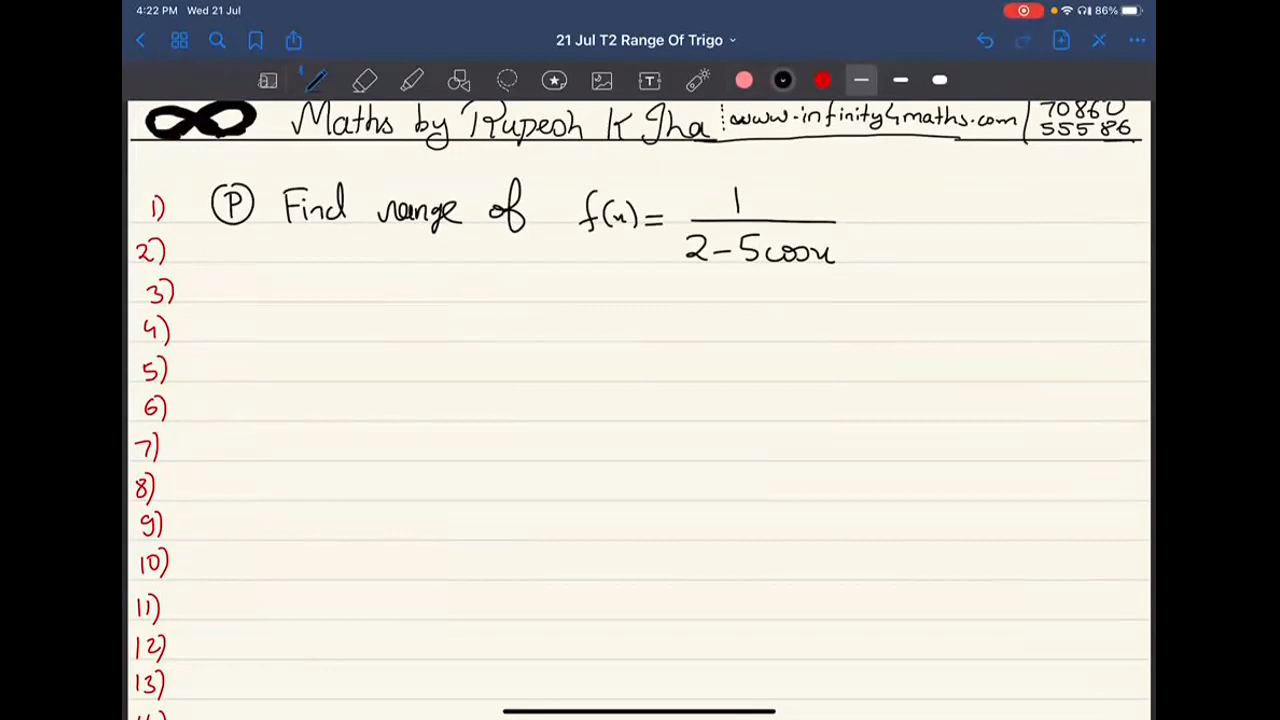 4:22 PM Wed 21 Jul
86%
21 Jul T2 Range Of Trigo
Maths by Rupesh K Jha
www.infinity4maths.com
70860
55586
1) P Find range of f(x) = 1
2) 2 - 5cosx
3)
4)
5)
6)
7)
8)
9)
10)
11)
12)
13)